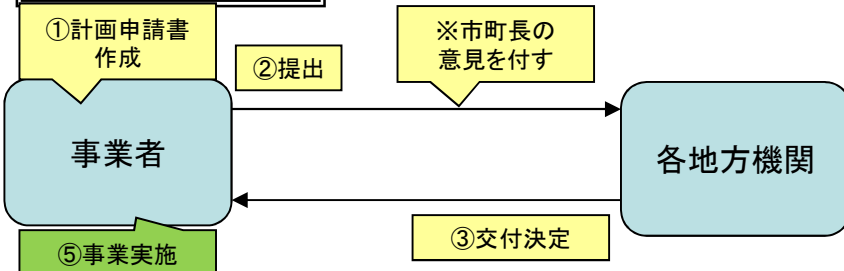 ①計画申請書
作成
②提出
※市町長の
意見を付す
事業者
各地方機関
③交付決定
⑤事業実施